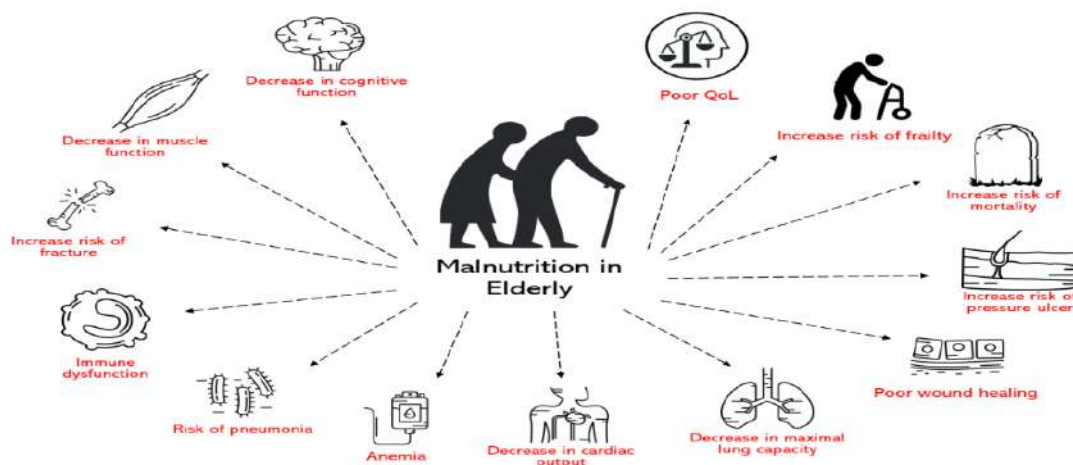 Decrease in cognitive
function
Poor QoL
Decrease in muscle
function
Increase risk of frailty
Increase risk of
mortality
Increase risk of
fracture
Malnutrition in
Elderly
Increase risk of
pressure ulcer
Immune
dysfunction
Poor wound healing
Risk of pneumonia
Anemia
Decrease in cardiac
output
Decrease in maximal
lung capacity